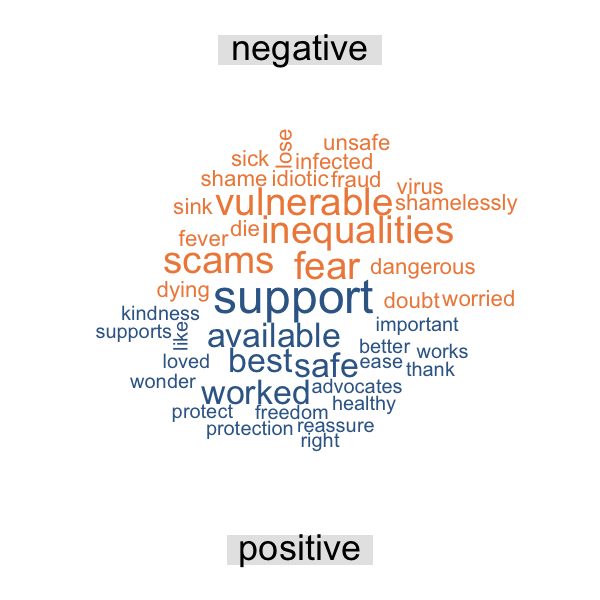 negative
lose
unsafe
sick
infected
shame
idiotic
fraud
virus
sink
vulnerable
shamelessly
fever
die
inequalities
scams
fear
dangerous
dying
support
doubt
worried
kindness
supports
like
available
important
loved
best
safe
ease
better
works
thank
wonder
worked
advocates
healthy
protect
freedom
protection
reassure
right
positive